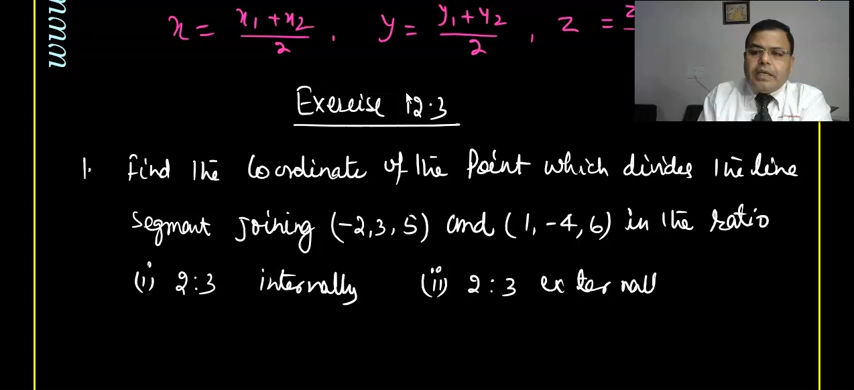 www
x = x1 + x2 / 2 , y = y1 + y2 / 2 , z =
Exercise 12.3
1. Find the Coordinate of the Point which divides the line
Segment joining (-2, 3, 5) and (1, -4, 6) in the ratio
(i) 2:3 internally (ii) 2:3 external